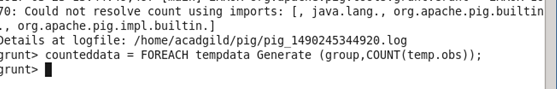 70: Could not resolve count using imports: [, java.lang., org.apache.pig.builtin
., org.apache.pig.impl.builtin.]
Details at logfile: /home/acadgild/pig/pig_1490245344920.log
grunt> counteddata = FOREACH tempdata Generate (group,COUNT(temp.obs));
grunt>